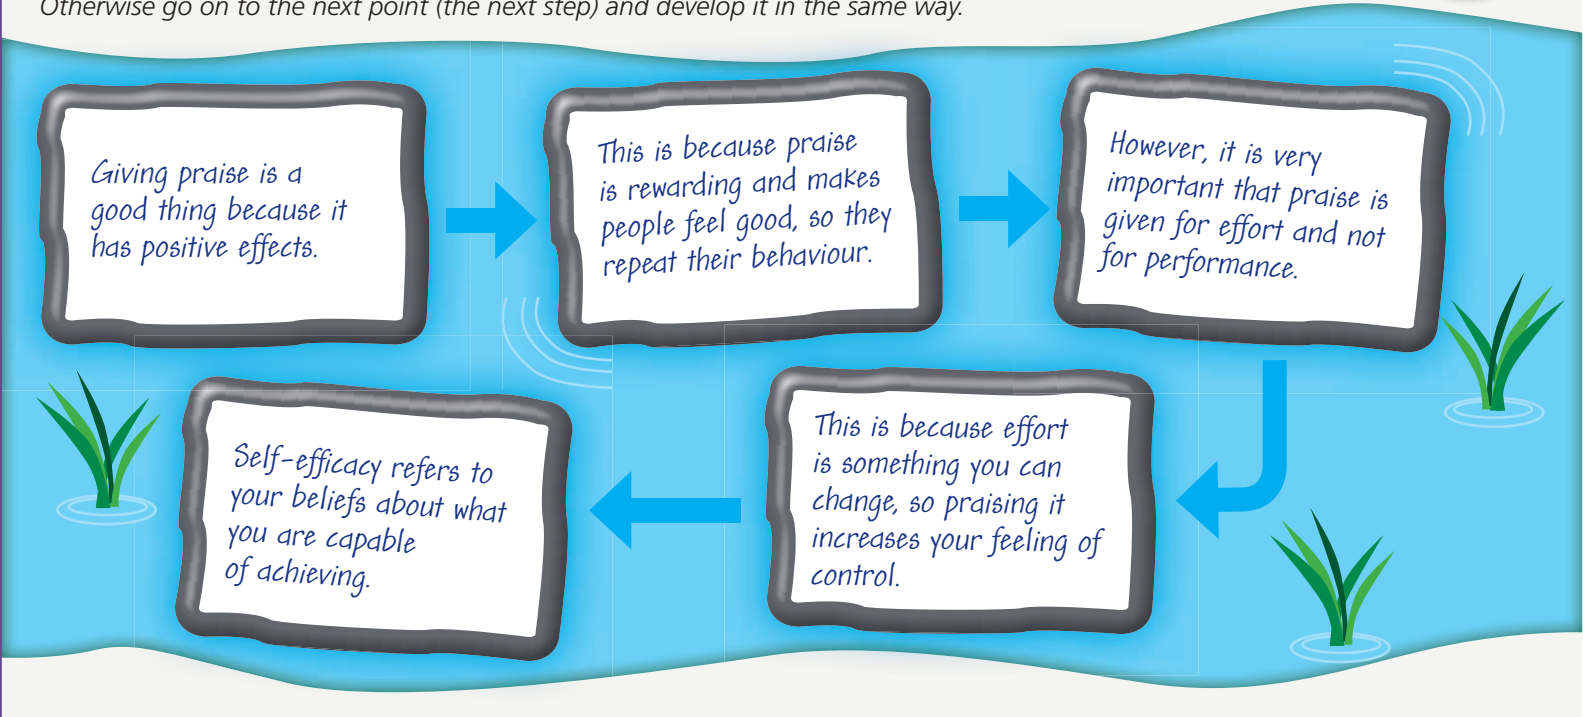 Otherwise go on to the next point (the next step) and develop it in the same way.
Giving praise is a
good thing because it
has positive effects.
This is because praise
is rewarding and makes
people feel good, so they
repeat their behaviour.
However, it is very
important that praise is
given for effort and not
for performance.
This is because effort
is something you can
change, so praising it
increases your feeling of
control.
Self-efficacy refers to
your beliefs about what
you are capable
of achieving.